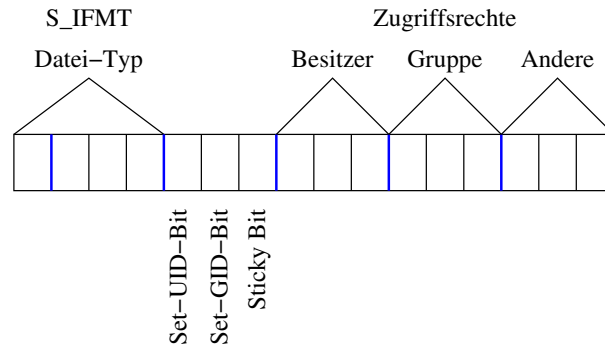 S_IFMT
Zugriffsrechte
Datei–Typ
Besitzer
Gruppe
Andere
Set–UID–Bit
Set–GID–Bit
Sticky Bit